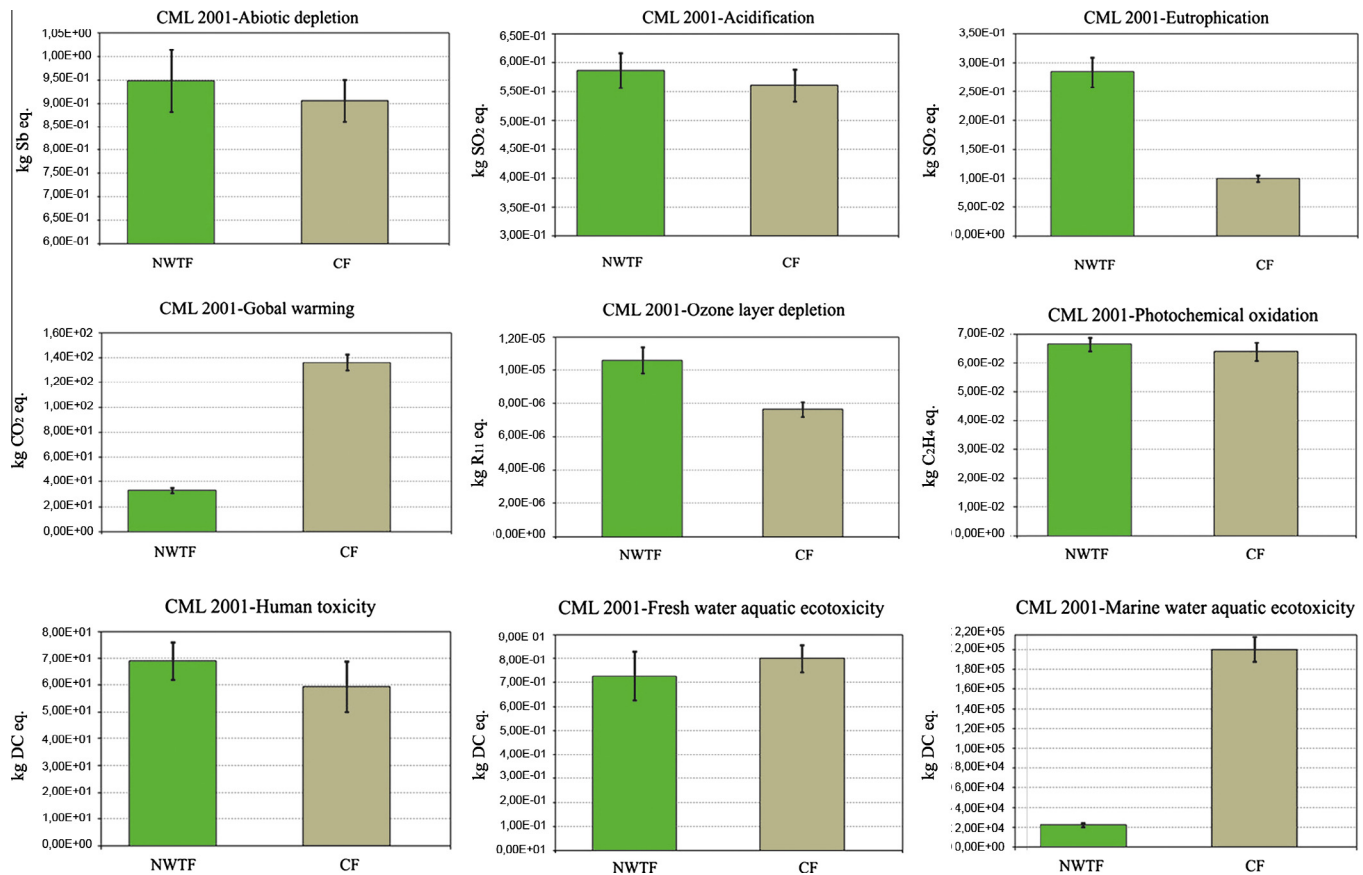 CML 2001-Abiotic depletion
kg Sb eq.
1,05E+00
1,00E+00
9,50E-01
9,00E-01
8,50E-01
8,00E-01
7,50E-01
7,00E-01
6,50E-01
6,00E-01
NWTF CF
CML 2001-Acidification
kg SO2 eq.
6,50E-01
6,00E-01
5,50E-01
5,00E-01
4,50E-01
4,00E-01
3,50E-01
3,00E-01
NWTF CF
CML 2001-Eutrophication
kg SO2 eq.
3,50E-01
3,00E-01
2,50E-01
2,00E-01
1,50E-01
1,00E-01
5,00E-02
0,00E+00
NWTF CF
CML 2001-Gobal warming
kg CO2 eq.
1,60E+02
1,40E+02
1,20E+02
1,00E+02
8,00E+01
6,00E+01
4,00E+01
2,00E+01
0,00E+00
NWTF CF
CML 2001-Ozone layer depletion
kg R11 eq.
1,20E-05
1,00E-05
8,00E-06
6,00E-06
4,00E-06
2,00E-06
0,00E+00
NWTF CF
CML 2001-Photochemical oxidation
kg C2H4 eq.
7,00E-02
6,00E-02
5,00E-02
4,00E-02
3,00E-02
2,00E-02
1,00E-02
0,00E+00
NWTF CF
CML 2001-Human toxicity
kg DC eq.
8,00E+01
7,00E+01
6,00E+01
5,00E+01
4,00E+01
3,00E+01
2,00E+01
1,00E+01
0,00E+00
NWTF CF
CML 2001-Fresh water aquatic ecotoxicity
kg DC eq.
9,00E-01
8,00E-01
7,00E-01
6,00E-01
5,00E-01
4,00E-01
3,00E-01
2,00E-01
1,00E-01
0,00E+01
NWTF CF
CML 2001-Marine water aquatic ecotoxicity
kg DC eq.
2,20E+05
2,00E+05
1,80E+05
1,60E+05
1,40E+05
1,20E+05
1,00E+05
8,00E+04
6,00E+04
4,00E+04
2,00E+04
0,00E+00
NWTF CF